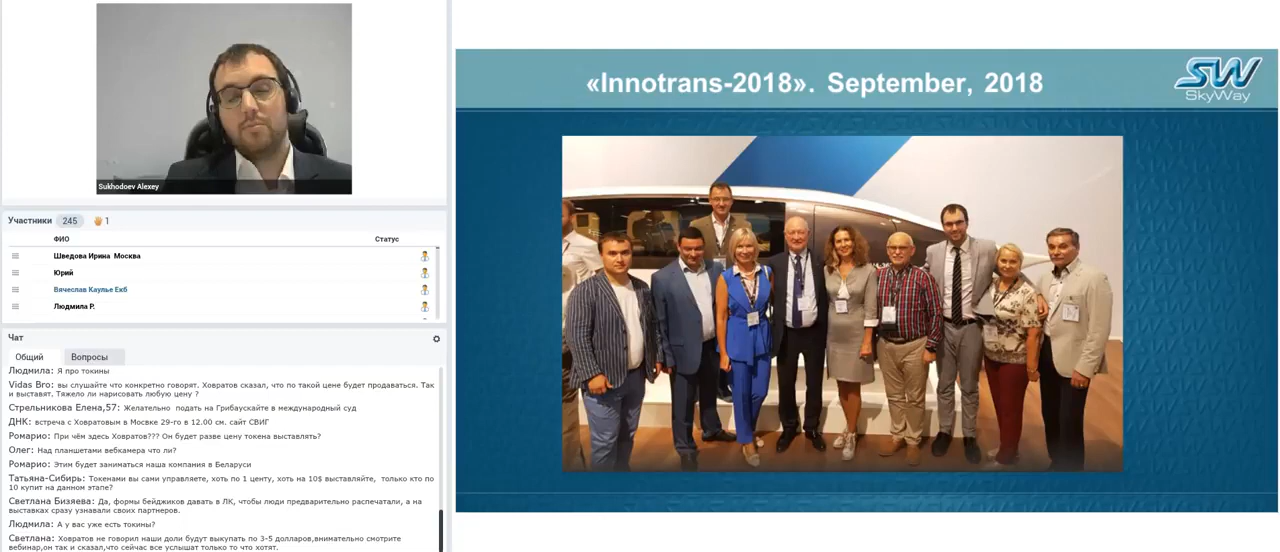 Sukhodoev Alexey
Участники 245 1
ФИО Статус
Шведова Ирина Москва
Юрий
Вячеслав Каулье Екб
Людмила Р.
Чат
Общий Вопросы
Людмила: Я про токины
Vidas Bro: вы слушайте что конкретно говорят. Ховратов сказал, что по такой цене будет продаваться. Так
и выставят. Тяжело ли нарисовать любую цену ?
Стрельникова Елена,57: Желательно подать на Грибаускайте в международный суд
ДНК: встреча с Ховратовым в Мосвке 29-го в 12.00 см. сайт СВИГ
Ромарио: При чём здесь Ховратов??? Он будет разве цену токена выставлять?
Олег: Над планшетами вебкамера что ли?
Ромарио: Этим будет заниматься наша компания в Беларуси
Татьяна-Сибирь: Токенами вы сами управляете, хоть по 1 центу, хоть на 10$ выставляйте, только кто по
10 купит на данном этапе?
Светлана Бизяева: Да, формы бейджиков давать в ЛК, чтобы люди предварительно распечатали, а на
выставках сразу узнавали своих партнеров.
Людмила: А у вас уже есть токины?
Светлана: Ховратов не говорил наши доли будут выкупать по 3-5 долларов,внимательно смотрите
вебинар,он так и сказал,что сейчас все услышат только то что хотят.
«Innotrans-2018». September, 2018
SW
SkyWay